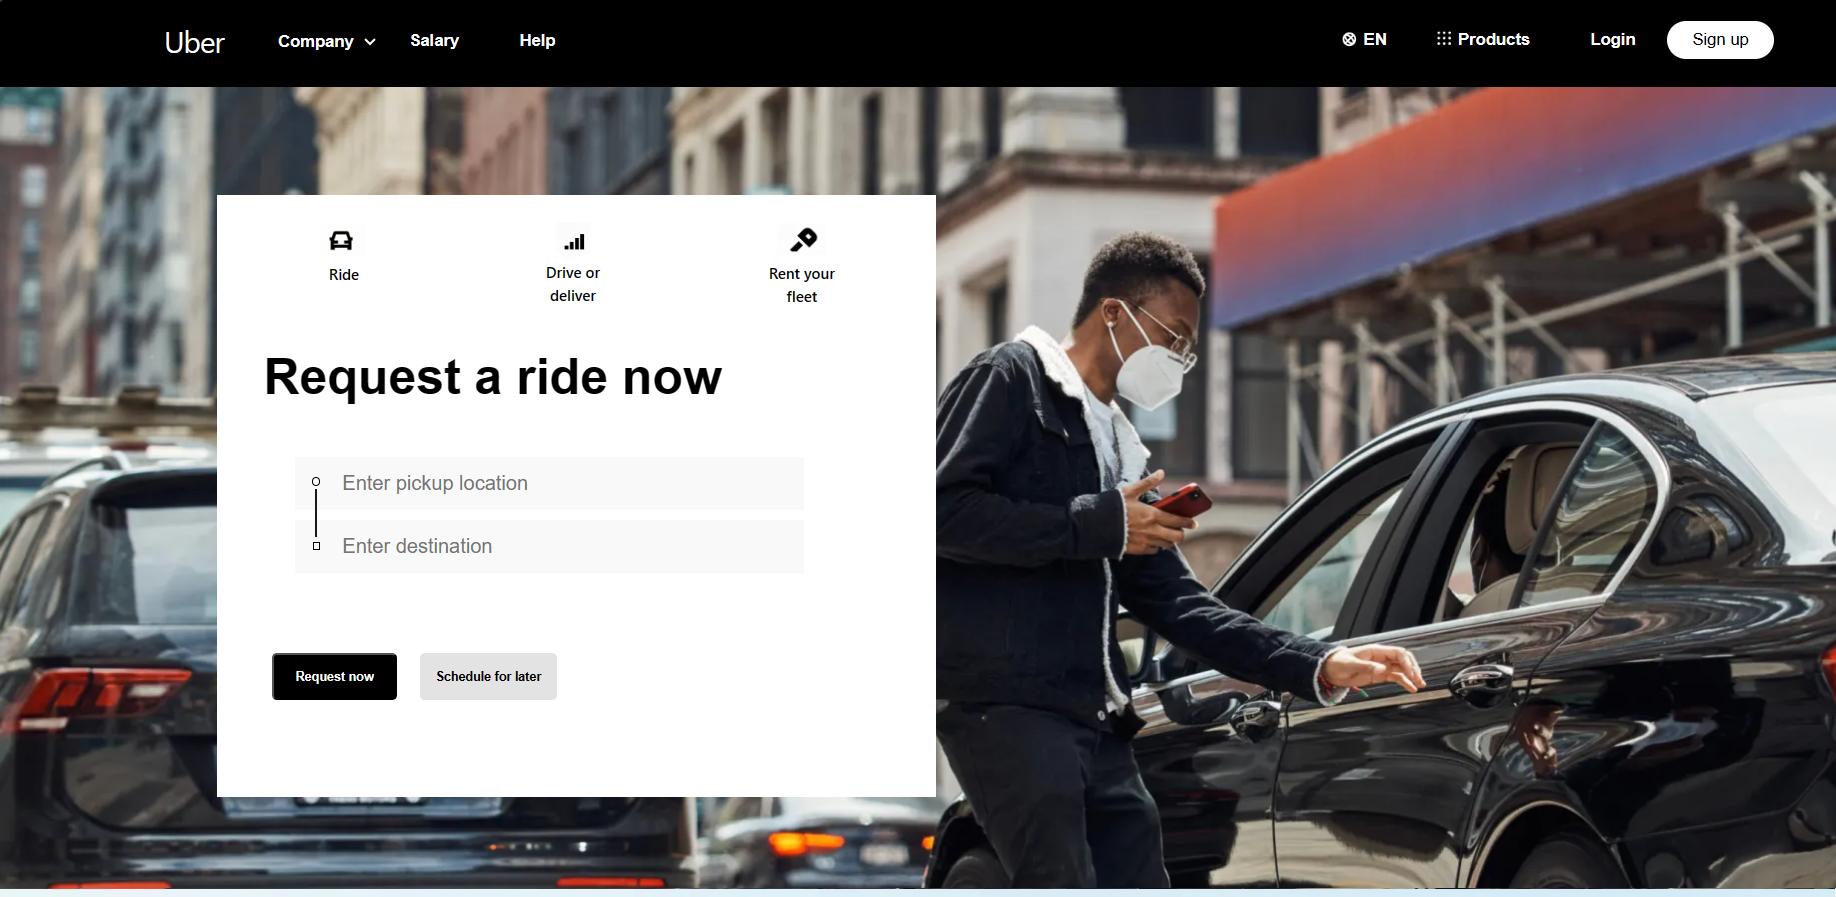 Uber
Company
Salary
Help
EN
Products
Login
Sign up
Ride
Drive or
deliver
Rent your
fleet
Request a ride now
Enter pickup location
Enter destination
Request now
Schedule for later